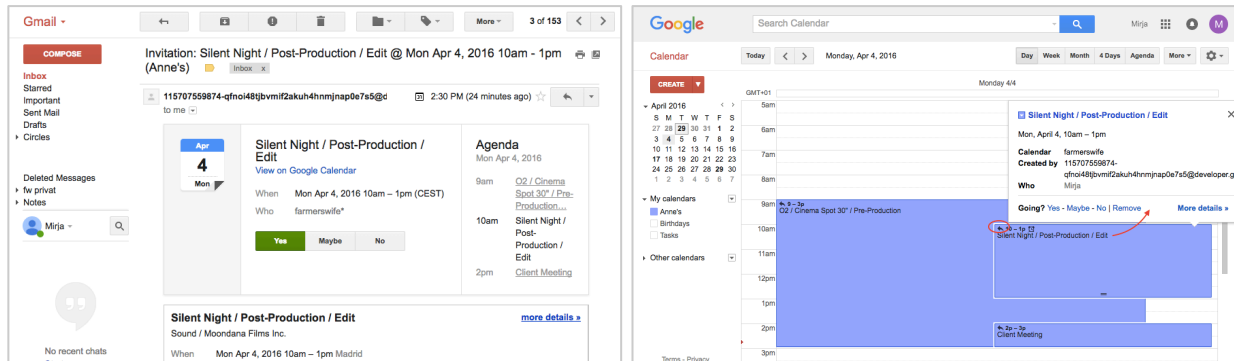 Gmail
More
3 of 153
COMPOSE
Inbox
Starred
Important
Sent Mail
Drafts
Circles
Deleted Messages
fw privat
Notes
Mirja
No recent chats
Invitation: Silent Night / Post-Production / Edit @ Mon Apr 4, 2016 10am - 1pm
(Anne's)
Inbox x
115707559874-qfnoi48tjbvmif2akuh4hnmjnap0e7s5@d
2:30 PM (24 minutes ago)
to me
Apr
4
Mon
Silent Night / Post-Production /
Edit
View on Google Calendar
When Mon Apr 4, 2016 10am – 1pm (CEST)
Who farmerswife*
Yes Maybe No
Agenda
Mon Apr 4, 2016
9am O2 / Cinema
Spot 30" / Pre-
Production…
10am Silent Night /
Post-
Production /
Edit
2pm Client Meeting
Silent Night / Post-Production / Edit
more details »
Sound / Moondana Films Inc.
When Mon Apr 4, 2016 10am – 1pm Madrid
Google
Search Calendar
Mirja
M
Calendar
Today
Monday, Apr 4, 2016
Day Week Month 4 Days Agenda More
CREATE
April 2016
S M T W T F S
27 28 29 30 31 1 2
3 4 5 6 7 8 9
10 11 12 13 14 15 16
17 18 19 20 21 22 23
24 25 26 27 28 29 30
1 2 3 4 5 6 7
My calendars
Anne's
Birthdays
Tasks
Other calendars
Terms - Privacy
Monday 4/4
GMT+01
5am
6am
7am
8am
9am
10am
11am
12pm
1pm
2pm
3pm
9 – 3p
O2 / Cinema Spot 30" / Pre-Production
10 – 1p
Silent Night / Post-Production / Edit
2p – 3p
Client Meeting
Silent Night / Post-Production / Edit
Mon, April 4, 10am – 1pm
Calendar farmerswife
Created by 115707559874-
qfnoi48tjbvmif2akuh4hnmjnap0e7s5@developer.g
Who Mirja
Going? Yes - Maybe - No | Remove
More details »